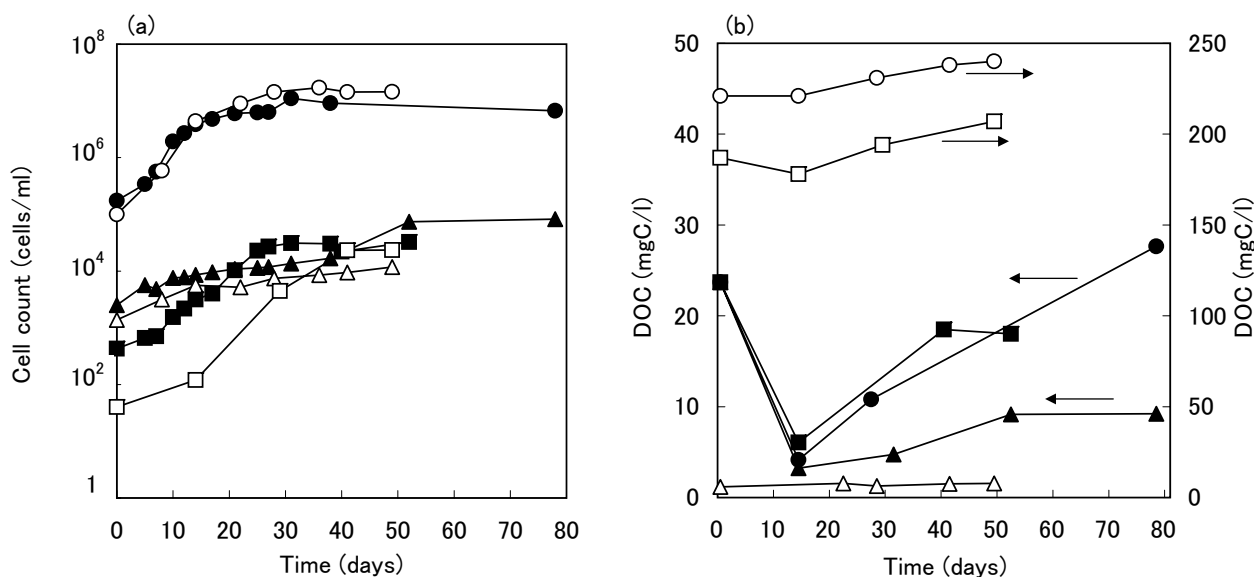 (a)
10^8
10^6
10^4
10^2
1
Cell count (cells/ml)
0 10 20 30 40 50 60 70 80
Time (days)
(b)
50
40
30
20
10
0
DOC (mgC/l)
250
200
150
100
50
0
DOC (mgC/l)
0 10 20 30 40 50 60 70 80
Time (days)